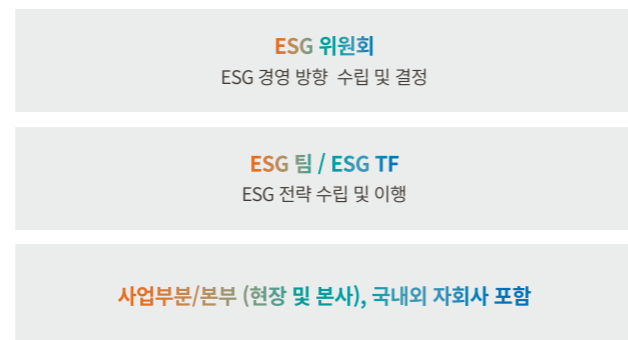 ESG 위원회
ESG 경영 방향 수립 및 결정
ESG 팀 / ESG TF
ESG 전략 수립 및 이행
사업부분/본부 (현장 및 본사), 국내외 자회사 포함